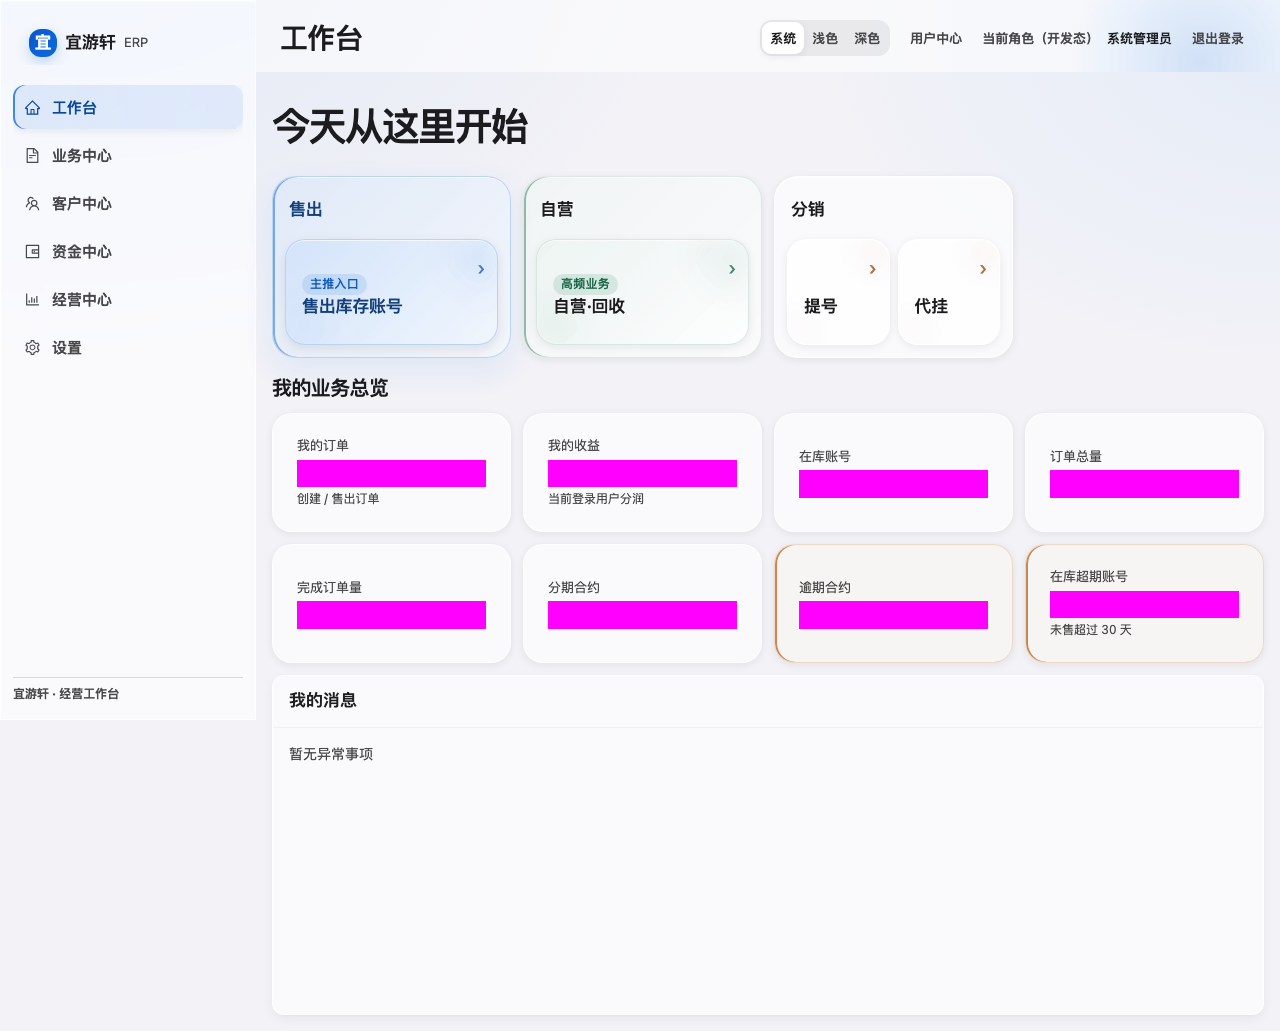 宜 宜游轩 ERP
工作台
业务中心
客户中心
资金中心
经营中心
设置
宜游轩 · 经营工作台
工作台
系统 浅色 深色 用户中心 当前角色（开发态） 系统管理员 退出登录
今天从这里开始
售出
主推入口
售出库存账号
自营
高频业务
自营·回收
分销
提号
代挂
我的业务总览
我的订单
创建 / 售出订单
我的收益
当前登录用户分润
在库账号
订单总量
完成订单量
分期合约
逾期合约
在库超期账号
未售超过 30 天
我的消息
暂无异常事项